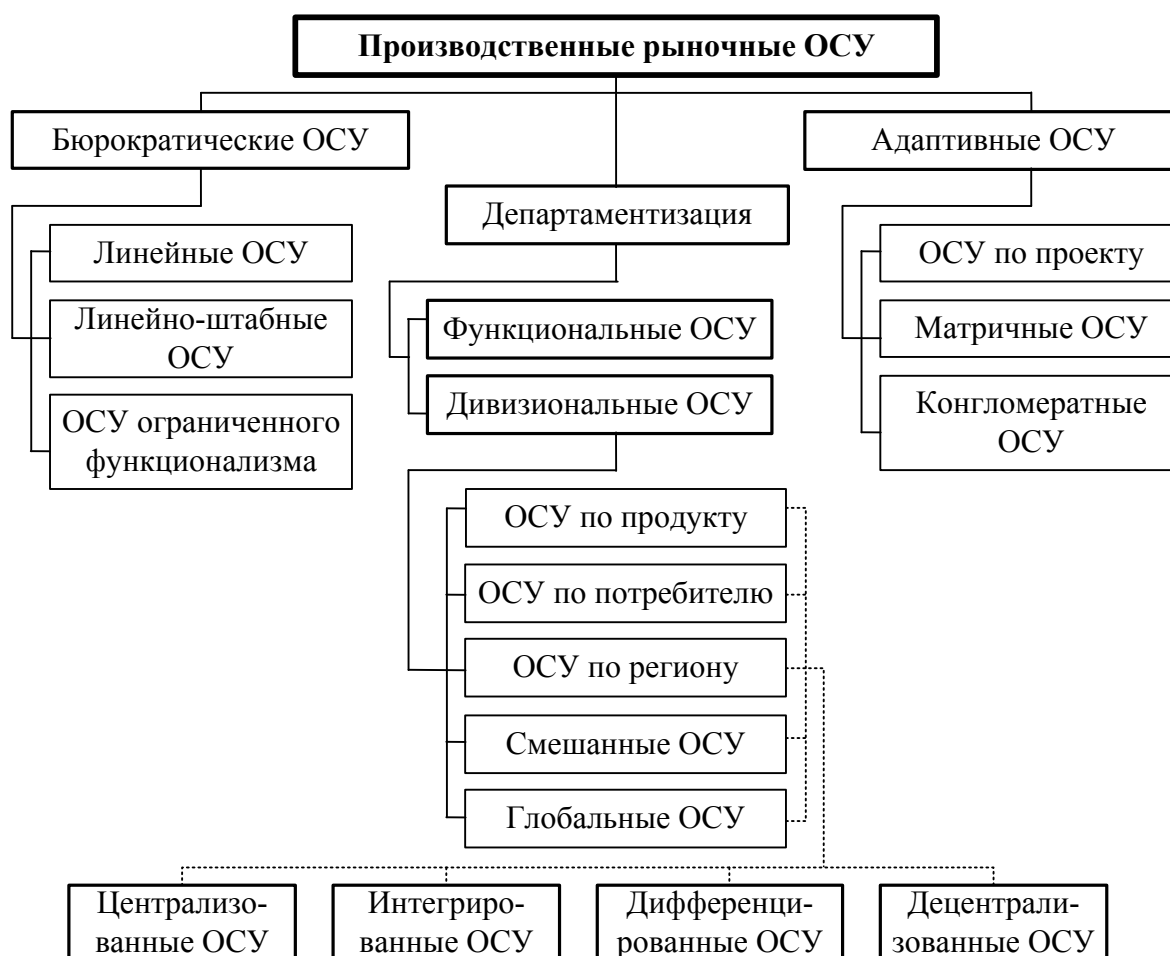 Производственные рыночные ОСУ
Бюрократические ОСУ
Адаптивные ОСУ
Департаментизация
Линейные ОСУ
Линейно-штабные
ОСУ
ОСУ ограниченного
функционализма
Функциональные ОСУ
Дивизиональные ОСУ
ОСУ по проекту
Матричные ОСУ
Конгломератные
ОСУ
ОСУ по продукту
ОСУ по потребителю
ОСУ по региону
Смешанные ОСУ
Глобальные ОСУ
Централизо-
ванные ОСУ
Интегриро-
ванные ОСУ
Дифференци-
рованные ОСУ
Децентрали-
зованные ОСУ